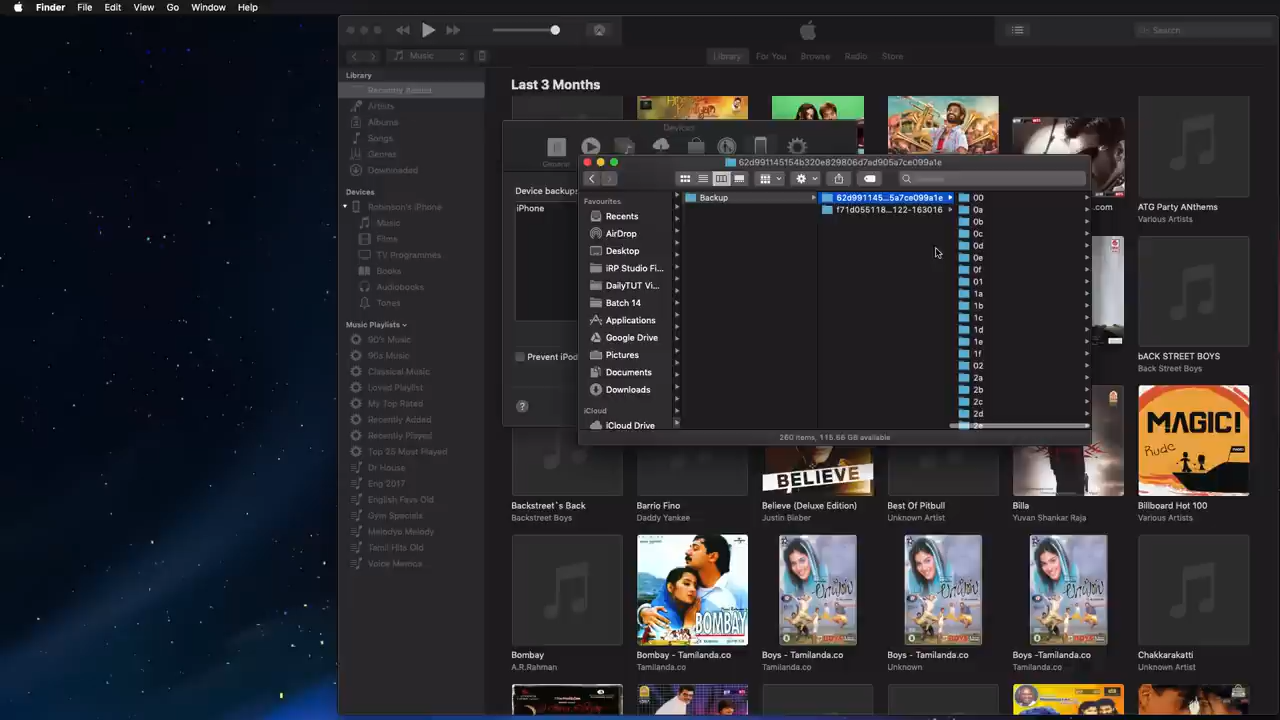 Finder File Edit View Go Window Help
Search
Music
Library For You Browse Radio Store
Library
Recently Added
Artists
Albums
Songs
Genres
Downloaded
Devices
Robinson's iPhone
Music
Films
TV Programmes
Books
Audiobooks
Tones
Music Playlists
90's Music
90s Music
Classical Music
Loved Playlist
My Top Rated
Recently Added
Recently Played
Top 25 Most Played
Dr House
Eng 2017
English Favs Old
Gym Specials
Melodya Melody
Tamil Hits Old
Voice Memos
Last 3 Months
Devices
General
Device backups
iPhone
Prevent iPod
?
62d991145154b320e829806d7ad905a7ce099a1e
Search
Favourites
Recents
AirDrop
Desktop
iRP Studio Fi...
DailyTUT Vi...
Batch 14
Applications
Google Drive
Pictures
Documents
Downloads
iCloud
iCloud Drive
Backup
62d991145...5a7ce099a1e
f71d055118...122-163016
00
0a
0b
0c
0d
0e
0f
01
1a
1b
1c
1d
1e
1f
02
2a
2b
2c
2d
2e
260 items, 115.66 GB available
.com
ATG Party ANthems
Various Artists
bACK STREET BOYS
Back Street Boys
MAGIC!
Rude
BELIEVE
Backstreet`s Back
Backstreet Boys
Barrio Fino
Daddy Yankee
Believe (Deluxe Edition)
Justin Bieber
Best Of Pitbull
Unknown Artist
Billa
Yuvan Shankar Raja
Billboard Hot 100
Various Artists
BOMBAY
Bombay
A.R.Rahman
Bombay - Tamilanda.co
Tamilanda.co
Boys - Tamilanda.co
Tamilanda.co
Boys - Tamilanda.co
Unknown
Boys - Tamilanda.co
Tamilanda.co
Chakkarakatti
Unknown Artist